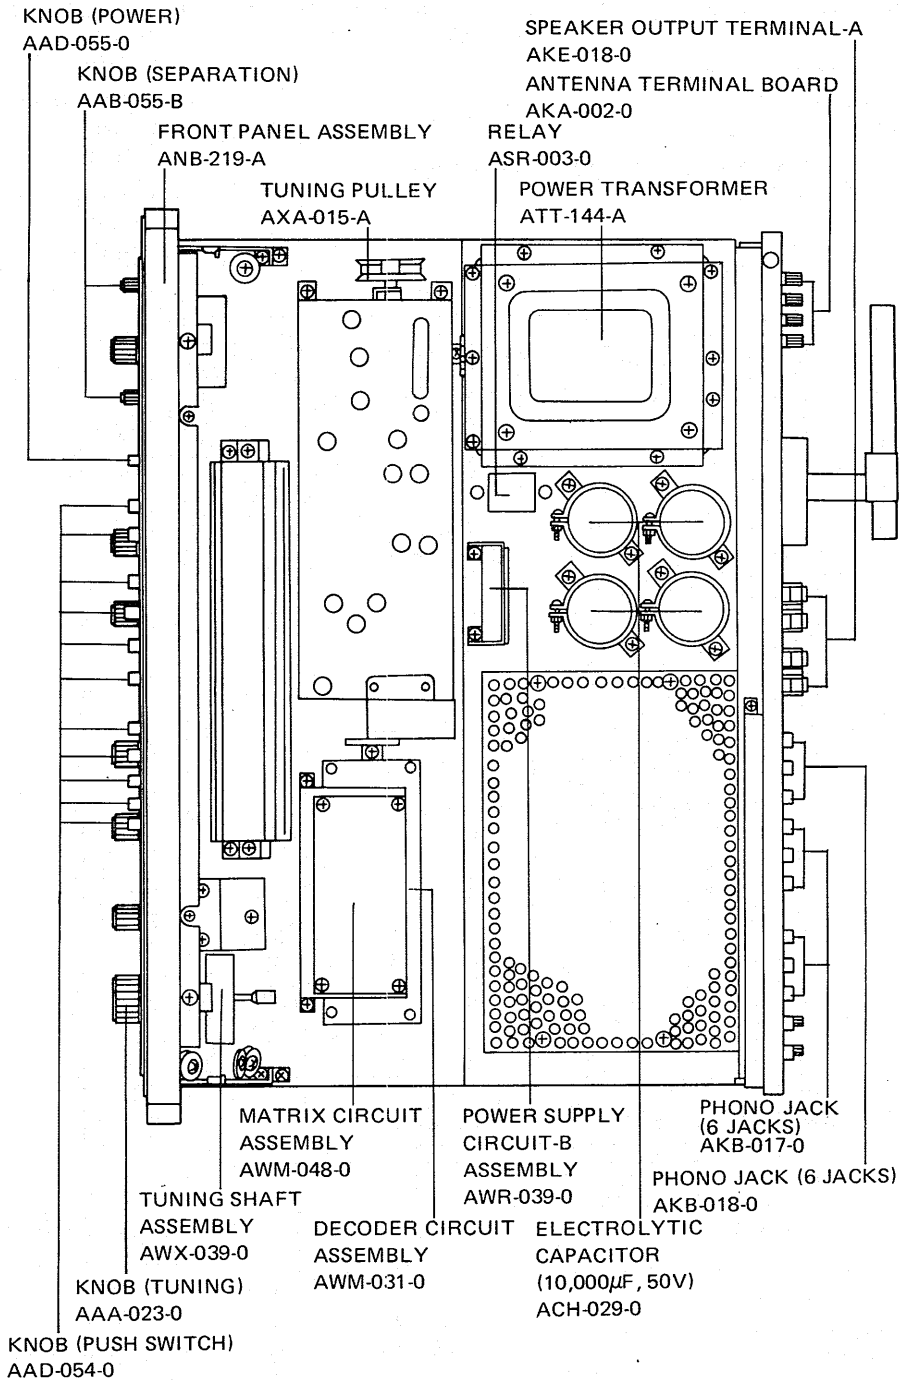 KNOB (POWER)
AAD-055-0
KNOB (SEPARATION)
AAB-055-B
FRONT PANEL ASSEMBLY
ANB-219-A
TUNING PULLEY
AXA-015-A
SPEAKER OUTPUT TERMINAL-A
AKE-018-0
ANTENNA TERMINAL BOARD
AKA-002-0
RELAY
ASR-003-0
POWER TRANSFORMER
ATT-144-A
MATRIX CIRCUIT
ASSEMBLY
AWM-048-0
POWER SUPPLY
CIRCUIT-B
ASSEMBLY
AWR-039-0
PHONO JACK
(6 JACKS)
AKB-017-0
PHONO JACK (6 JACKS)
AKB-018-0
TUNING SHAFT
ASSEMBLY
AWX-039-0
DECODER CIRCUIT
ASSEMBLY
AWM-031-0
ELECTROLYTIC
CAPACITOR
(10,000μF, 50V)
ACH-029-0
KNOB (TUNING)
AAA-023-0
KNOB (PUSH SWITCH)
AAD-054-0